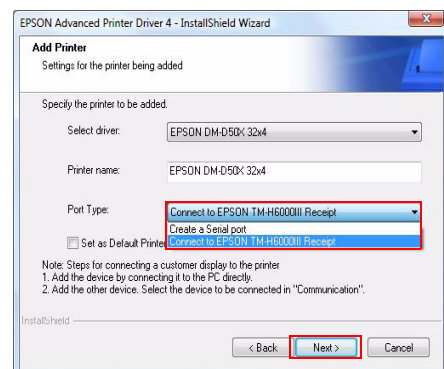 EPSON Advanced Printer Driver 4 - InstallShield Wizard
Add Printer
Settings for the printer being added
Specify the printer to be added.
Select driver: EPSON DM-D50X 32x4
Printer name: EPSON DM-D50X 32x4
Port Type: Connect to EPSON TM-H6000III Receipt
Create a Serial port
Set as Default Printe Connect to EPSON TM-H6000III Receipt
Note: Steps for connecting a customer display to the printer
1. Add the device by connecting it to the PC directly.
2. Add the other device. Select the device to be connected in "Communication".
InstallShield
< Back Next > Cancel